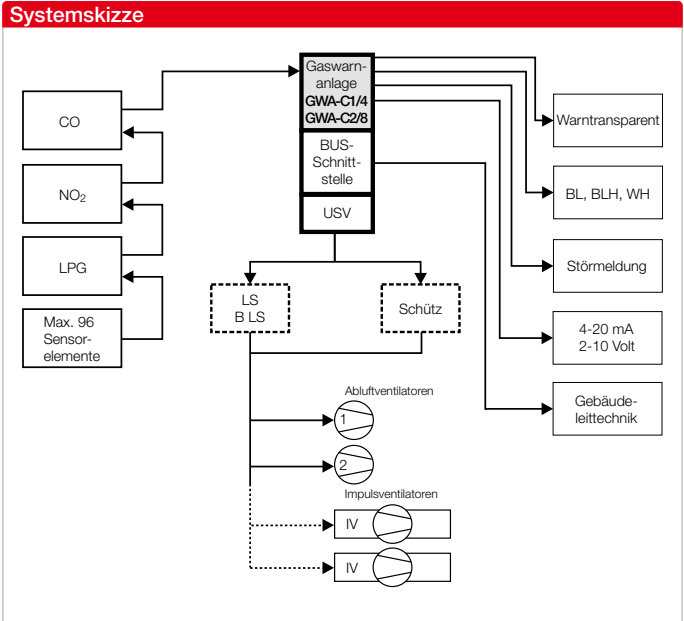 Systemskizze
Gaswarn-
anlage
GWA-C1/4
GWA-C2/8
BUS-
Schnitt-
stelle
USV
CO
NO₂
LPG
Max. 96
Sensor-
elemente
Warntransparent
BL, BLH, WH
Störmeldung
4-20 mA
2-10 Volt
Gebäude-
leittechnik
LS
B LS
Schütz
Abluftventilatoren
1
2
Impulsventilatoren
IV
IV